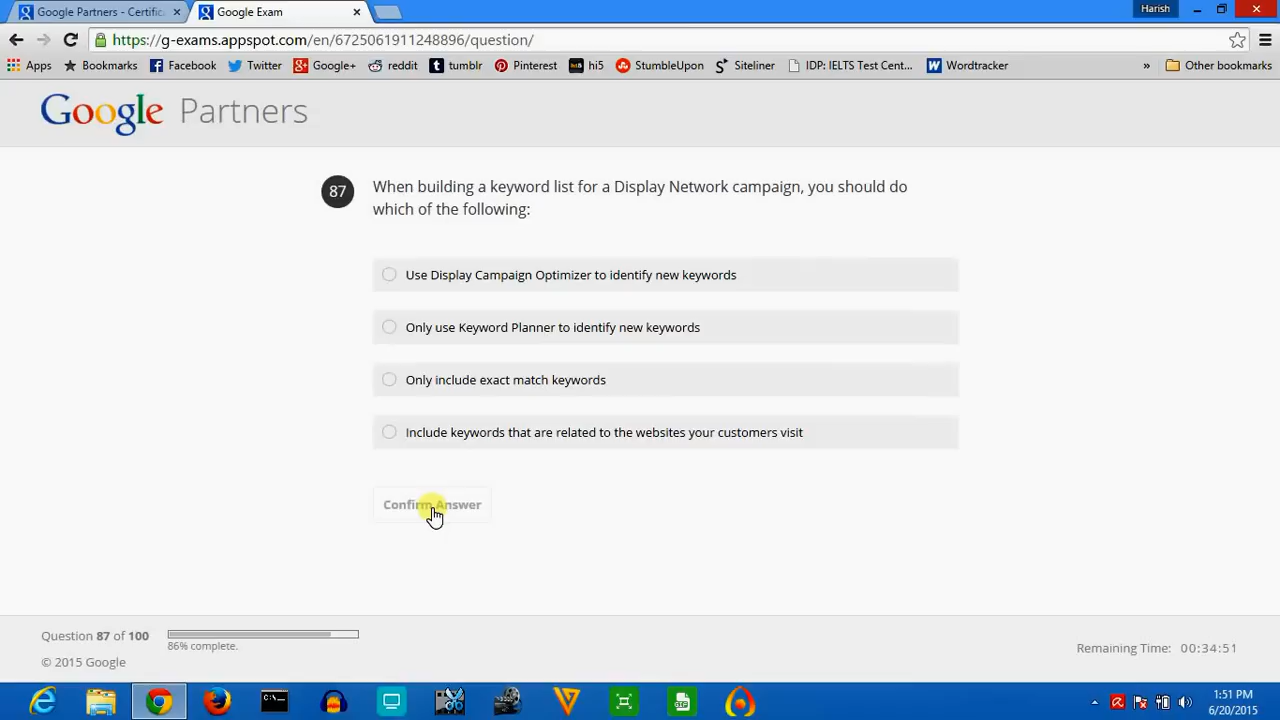 Google Partners - Certific
Google Exam
Harish
https://g-exams.appspot.com/en/6725061911248896/question/
Apps
Bookmarks
Facebook
Twitter
Google+
reddit
tumblr
Pinterest
hi5
StumbleUpon
Siteliner
IDP: IELTS Test Cent...
Wordtracker
»
Other bookmarks
Google Partners
87
When building a keyword list for a Display Network campaign, you should do
which of the following:
Use Display Campaign Optimizer to identify new keywords
Only use Keyword Planner to identify new keywords
Only include exact match keywords
Include keywords that are related to the websites your customers visit
Confirm Answer
Question 87 of 100
86% complete.
Remaining Time: 00:34:51
© 2015 Google
1:51 PM
6/20/2015